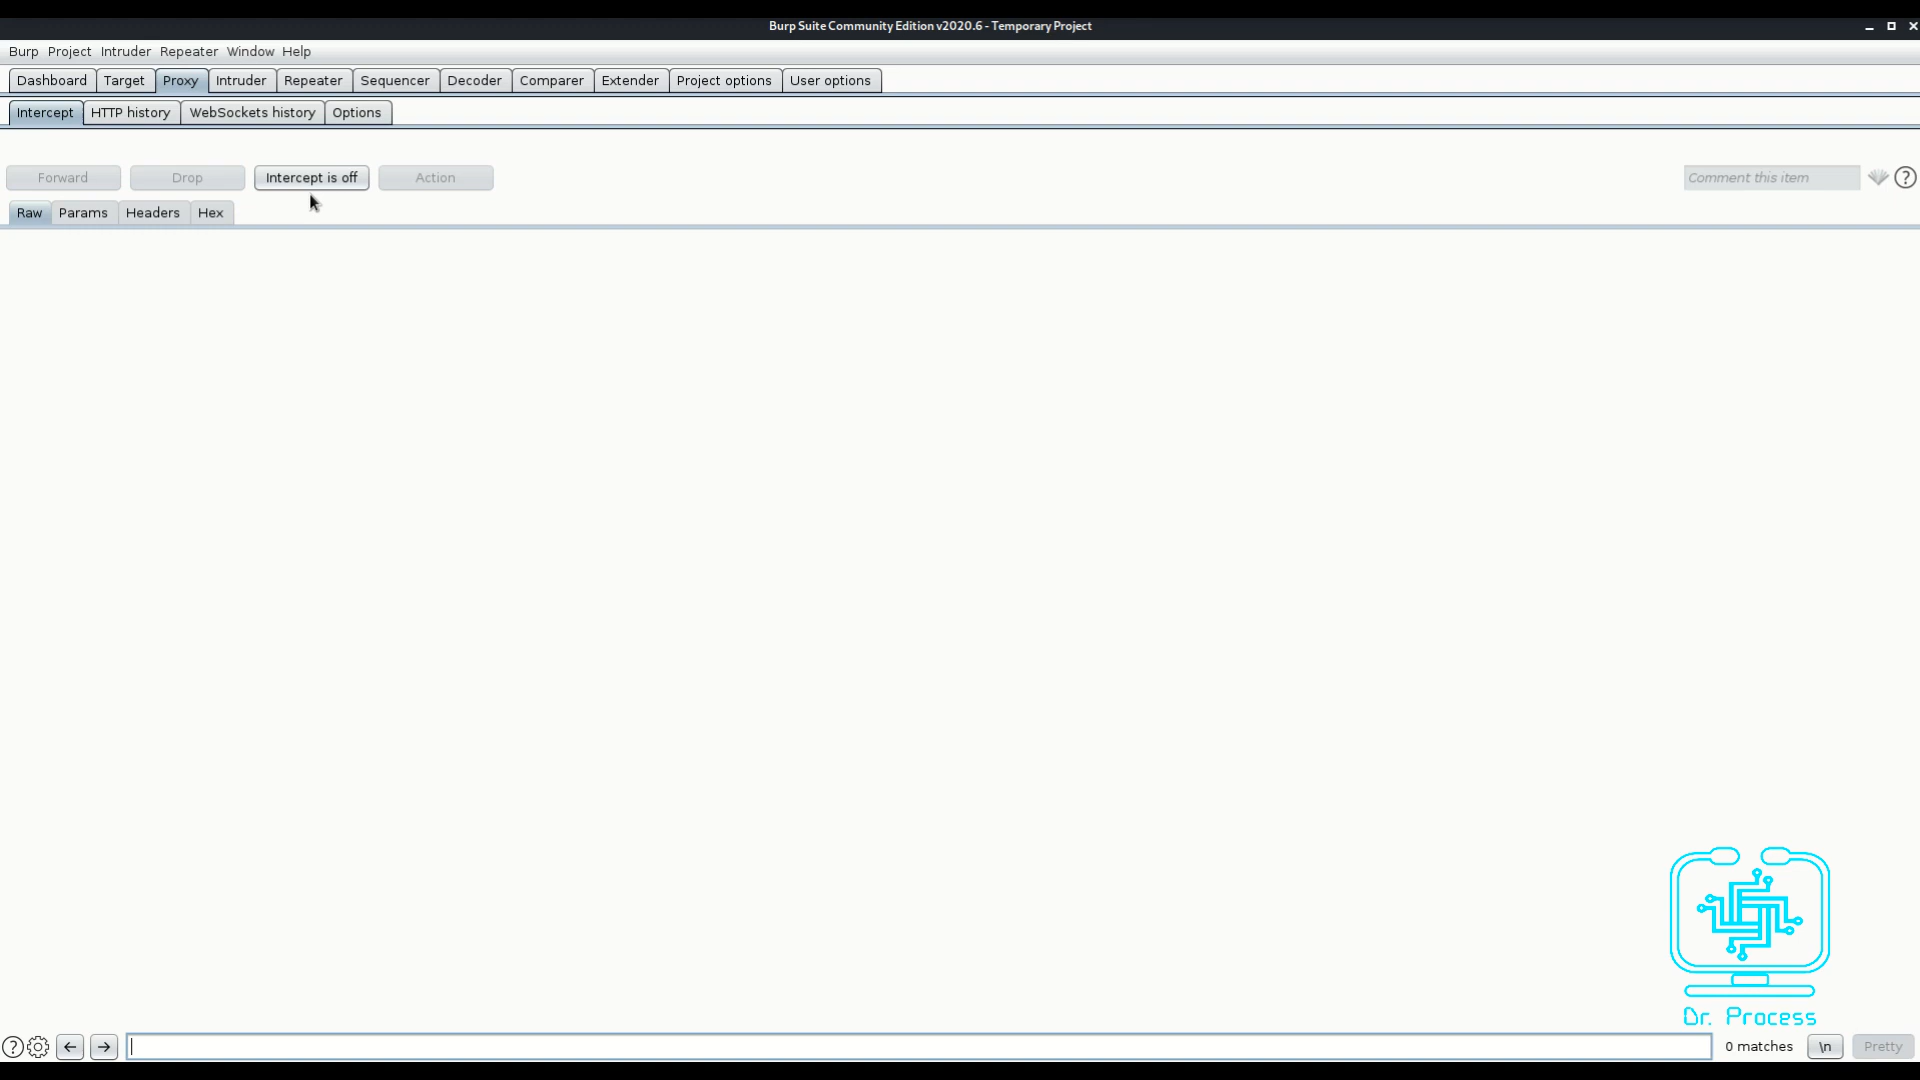 Burp Suite Community Edition v2020.6 - Temporary Project
Burp Project Intruder Repeater Window Help
Dashboard Target Proxy Intruder Repeater Sequencer Decoder Comparer Extender Project options User options
Intercept HTTP history WebSockets history Options
Forward Drop Intercept is off Action Comment this item ?
Raw Params Headers Hex
Dr. Process
? ← → 0 matches \n Pretty